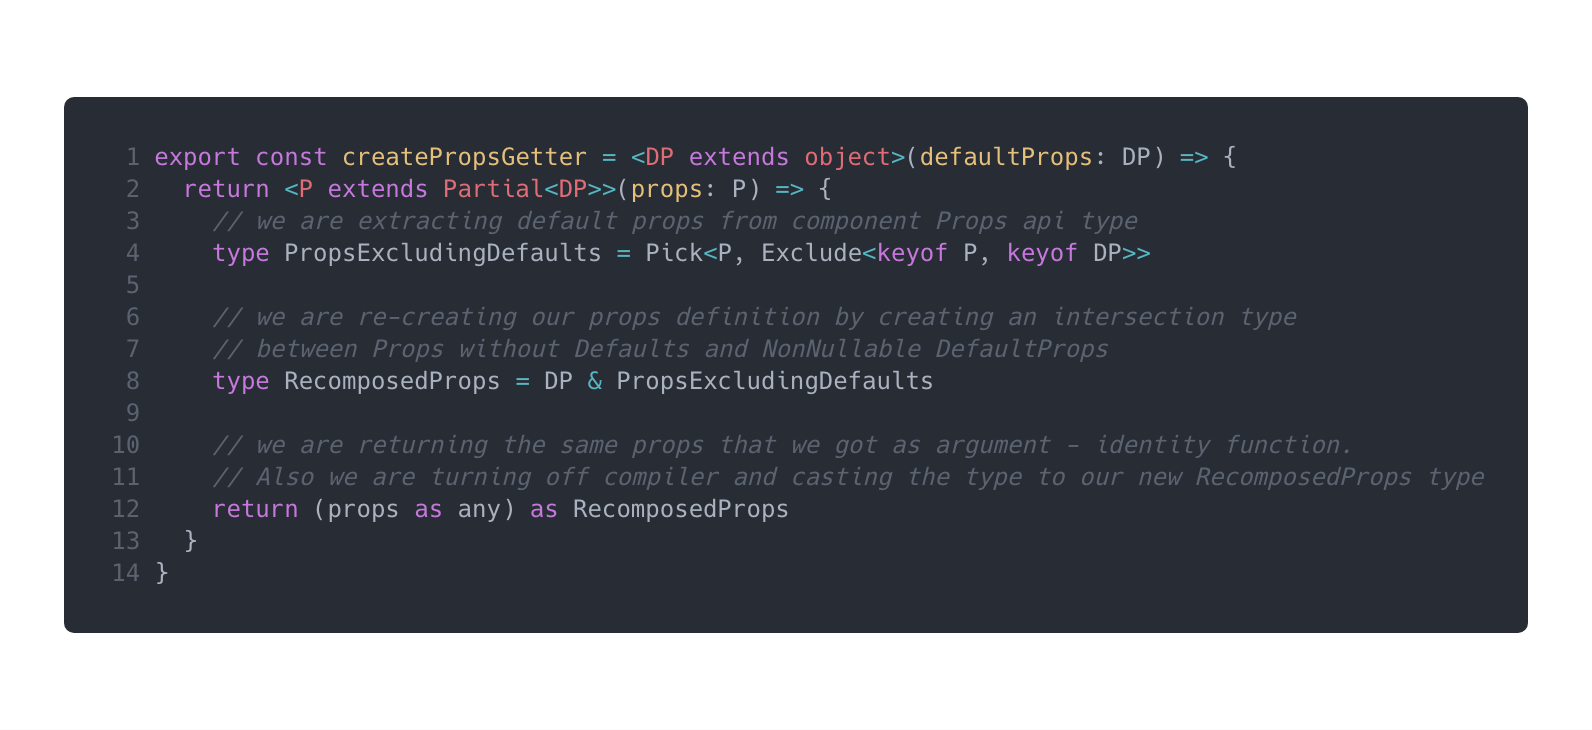 1 export const createPropsGetter = <DP extends object>(defaultProps: DP) => {
2   return <P extends Partial<DP>>(props: P) => {
3     // we are extracting default props from component Props api type
4     type PropsExcludingDefaults = Pick<P, Exclude<keyof P, keyof DP>>
5
6     // we are re-creating our props definition by creating an intersection type
7     // between Props without Defaults and NonNullable DefaultProps
8     type RecomposedProps = DP & PropsExcludingDefaults
9
10     // we are returning the same props that we got as argument - identity function.
11     // Also we are turning off compiler and casting the type to our new RecomposedProps type
12     return (props as any) as RecomposedProps
13   }
14 }